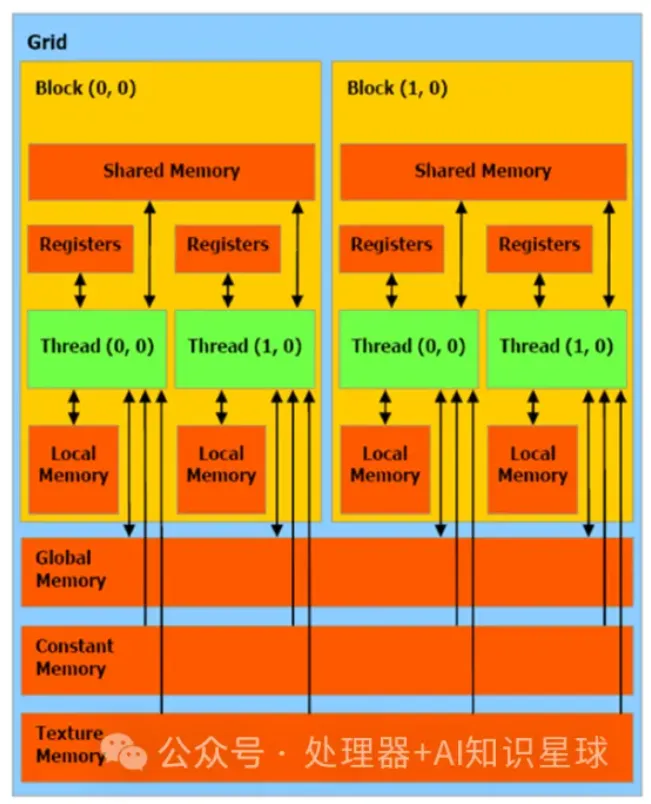 Grid
Block (0, 0)
Block (1, 0)
Shared Memory
Shared Memory
Registers
Registers
Registers
Registers
Thread (0, 0)
Thread (1, 0)
Thread (0, 0)
Thread (1, 0)
Local
Memory
Local
Memory
Local
Memory
Local
Memory
Global
Memory
Constant
Memory
Texture
Memory
公众号 · 处理器+AI知识星球